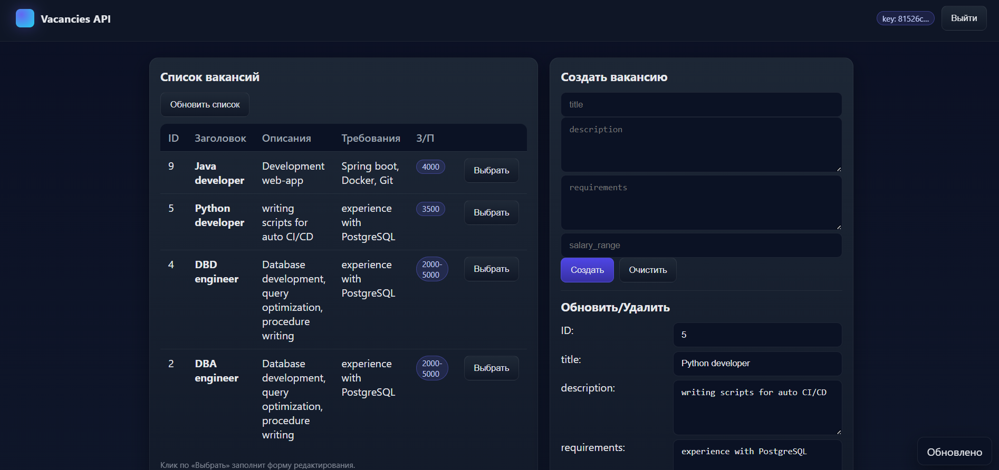 Vacancies API
key: 81526c...
Выйти
Список вакансий
Обновить список
ID Заголовок Описания Требования З/П
9 Java developer Development web-app Spring boot, Docker, Git 4000 Выбрать
5 Python developer writing scripts for auto CI/CD experience with PostgreSQL 3500 Выбрать
4 DBD engineer Database development, query optimization, procedure writing experience with PostgreSQL 2000-5000 Выбрать
2 DBA engineer Database development, query optimization, procedure writing experience with PostgreSQL 2000-5000 Выбрать
Клик по «Выбрать» заполнит форму редактирования.
Создать вакансию
title
description
requirements
salary_range
Создать Очистить
Обновить/Удалить
ID: 5
title: Python developer
description: writing scripts for auto CI/CD
requirements: experience with PostgreSQL
Обновлено